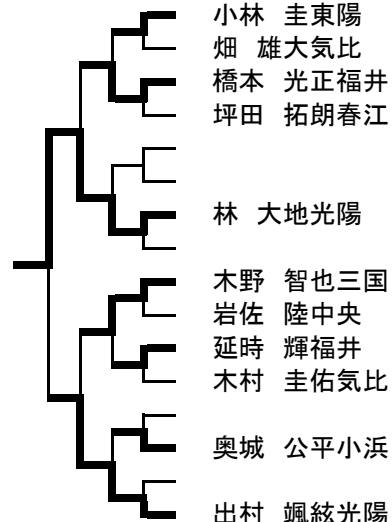 小林 圭東陽
畑 雄大気比
橋本 光正福井
坪田 拓朗春江
林 大地光陽
木野 智也三国
岩佐 陸中央
延時 輝福井
木村 圭佑気比
奥城 公平小浜
出村 颯絃光陽